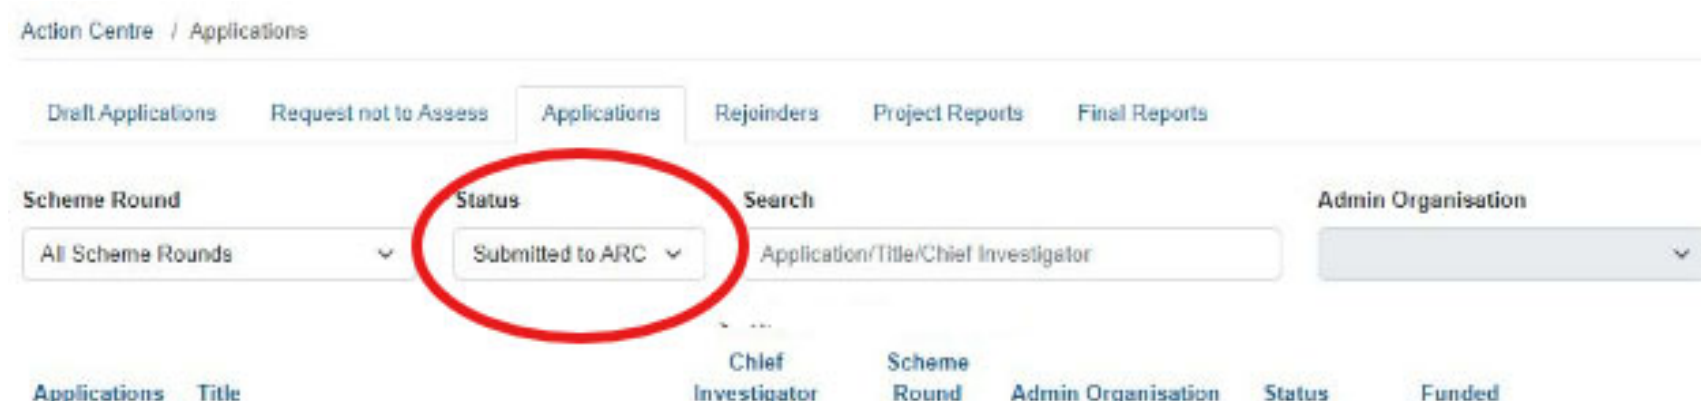 Action Centre / Applications
Draft Applications Request not to Assess Applications Rejoinders Project Reports Final Reports
Scheme Round Status Search Admin Organisation
All Scheme Rounds Submitted to ARC Application/Title/Chief Investigator
Chief Scheme
Applications Title Investigator Round Admin Organisation Status Funded